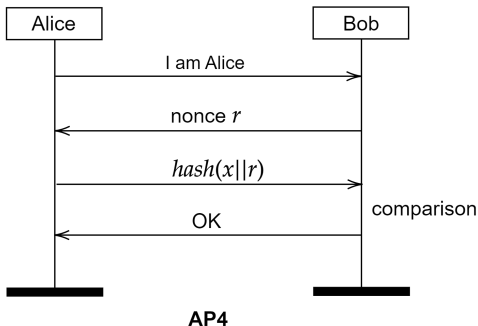 Alice
Bob
I am Alice
nonce r
hash(x||r)
comparison
OK
AP4